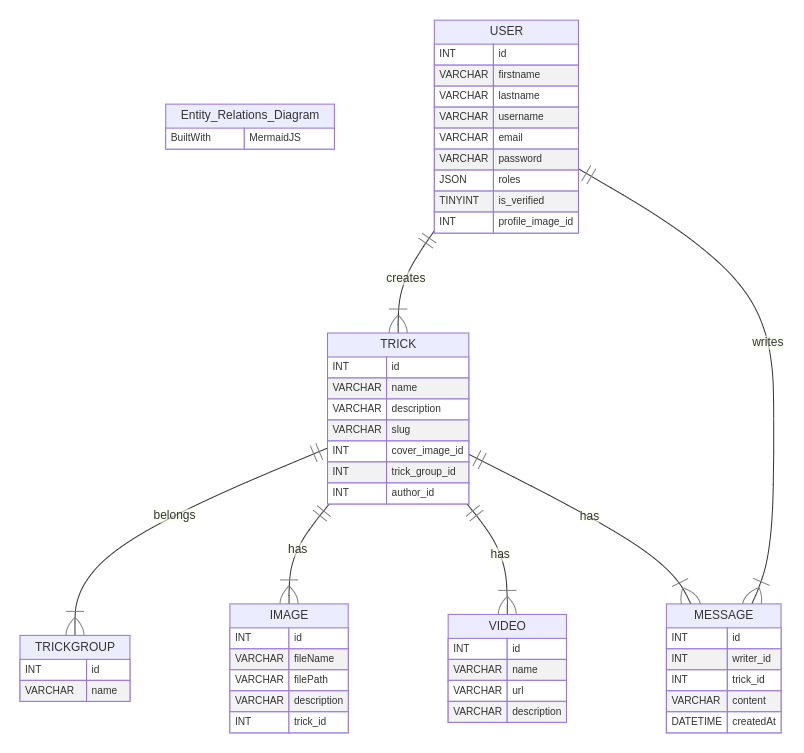 USER
INT id
VARCHAR firstname
VARCHAR lastname
VARCHAR username
VARCHAR email
VARCHAR password
JSON roles
TINYINT is_verified
INT profile_image_id
Entity_Relations_Diagram
BuiltWith MermaidJS
creates
writes
TRICK
INT id
VARCHAR name
VARCHAR description
VARCHAR slug
INT cover_image_id
INT trick_group_id
INT author_id
belongs
has
has
has
TRICKGROUP
INT id
VARCHAR name
IMAGE
INT id
VARCHAR fileName
VARCHAR filePath
VARCHAR description
INT trick_id
VIDEO
INT id
VARCHAR name
VARCHAR url
VARCHAR description
MESSAGE
INT id
INT writer_id
INT trick_id
VARCHAR content
DATETIME createdAt